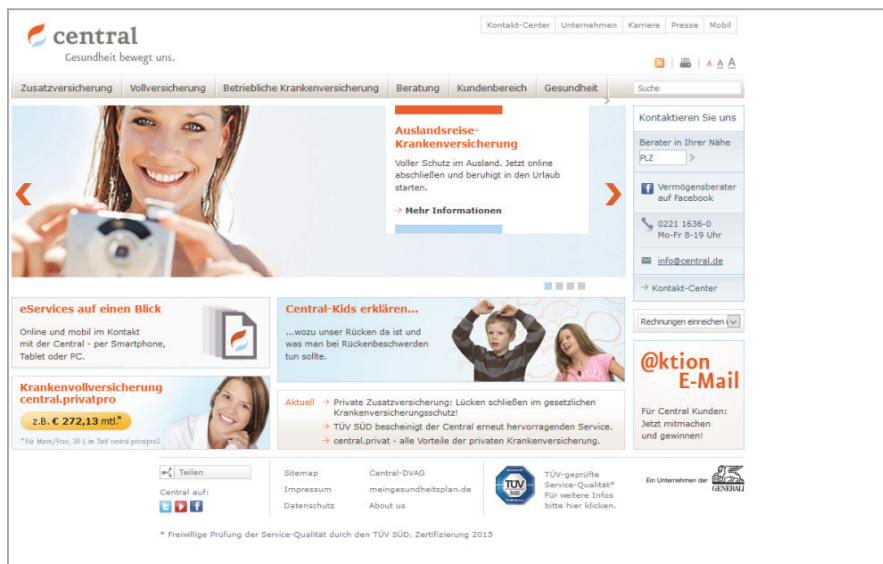 Kontakt-Center Unternehmen Karriere Presse Mobil
central
Gesundheit bewegt uns.
A A A
Zusatzversicherung Vollversicherung Betriebliche Krankenversicherung Beratung Kundenbereich Gesundheit Suche
Auslandsreise-
Krankenversicherung
Voller Schutz im Ausland. Jetzt online
abschließen und beruhigt in den Urlaub
starten.
→ Mehr Informationen
Kontaktieren Sie uns
Berater in Ihrer Nähe
PLZ
Vermögensberater
auf Facebook
0221 1636-0
Mo-Fr 8-19 Uhr
info@central.de
→ Kontakt-Center
Rechnungen einreichen
eServices auf einen Blick
Online und mobil im Kontakt
mit der Central - per Smartphone,
Tablet oder PC.
Central-Kids erklären...
...wozu unser Rücken da ist und
was man bei Rückenbeschwerden
tun sollte.
@ktion
E-Mail
Für Central Kunden:
Jetzt mitmachen
und gewinnen!
Krankenvollversicherung
central.privatpro
z.B. € 272,13 mtl.*
*Für Mann/Frau, 30 J. im Tarif central.privatpro2
Aktuell → Private Zusatzversicherung: Lücken schließen im gesetzlichen
Krankenversicherungsschutz!
→ TÜV SÜD bescheinigt der Central erneut hervorragenden Service.
→ central.privat - alle Vorteile der privaten Krankenversicherung.
Teilen
Central auf:
Sitemap
Impressum
Datenschutz
Central-DVAG
meingesundheitsplan.de
About us
TÜV
SÜD
TÜV-geprüfte
Service-Qualität*
Für weitere Infos
bitte hier klicken.
Ein Unternehmen der
GENERALI
* Freiwillige Prüfung der Service-Qualität durch den TÜV SÜD, Zertifizierung 2015